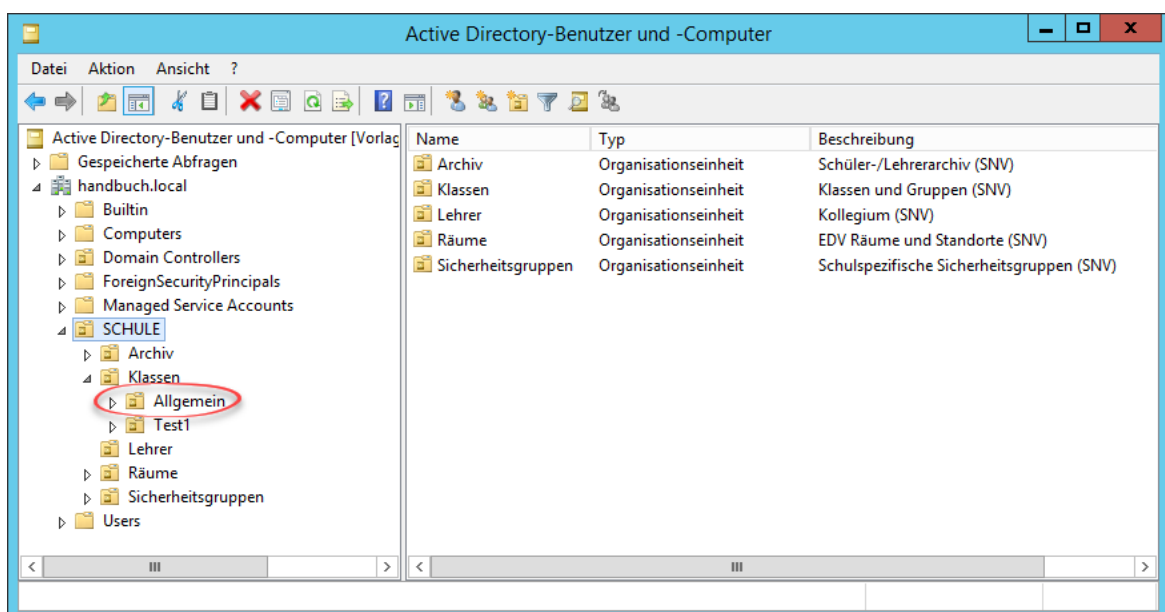 Active Directory-Benutzer und -Computer
Datei Aktion Ansicht ?
Active Directory-Benutzer und -Computer [Vorlag
Gespeicherte Abfragen
handbuch.local
Builtin
Computers
Domain Controllers
ForeignSecurityPrincipals
Managed Service Accounts
SCHULE
Archiv
Klassen
Allgemein
Test1
Lehrer
Räume
Sicherheitsgruppen
Users
Name Typ Beschreibung
Archiv Organisationseinheit Schüler-/Lehrerarchiv (SNV)
Klassen Organisationseinheit Klassen und Gruppen (SNV)
Lehrer Organisationseinheit Kollegium (SNV)
Räume Organisationseinheit EDV Räume und Standorte (SNV)
Sicherheitsgruppen Organisationseinheit Schulspezifische Sicherheitsgruppen (SNV)